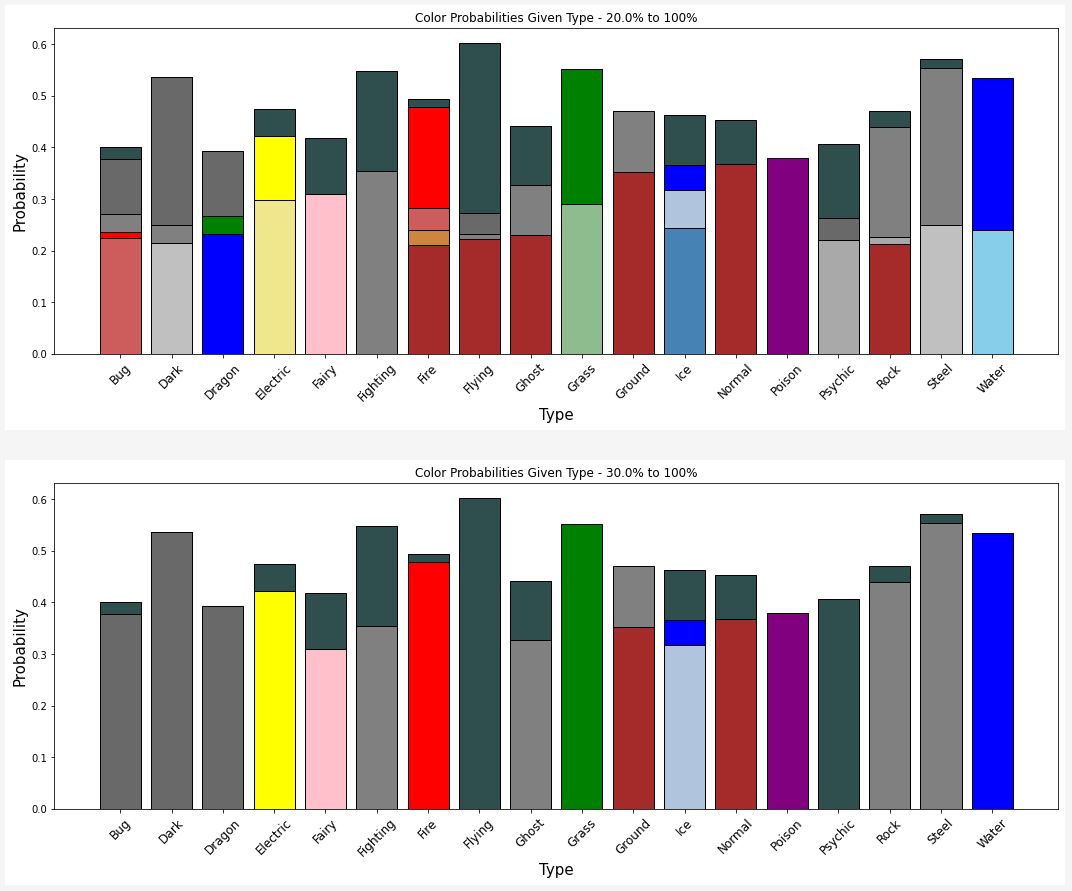 Color Probabilities Given Type - 20.0% to 100%
Probability
0.6
0.5
0.4
0.3
0.2
0.1
0.0
Bug Dark Dragon Electric Fairy Fighting Fire Flying Ghost Grass Ground Ice Normal Poison Psychic Rock Steel Water
Type
Color Probabilities Given Type - 30.0% to 100%
Probability
0.6
0.5
0.4
0.3
0.2
0.1
0.0
Bug Dark Dragon Electric Fairy Fighting Fire Flying Ghost Grass Ground Ice Normal Poison Psychic Rock Steel Water
Type